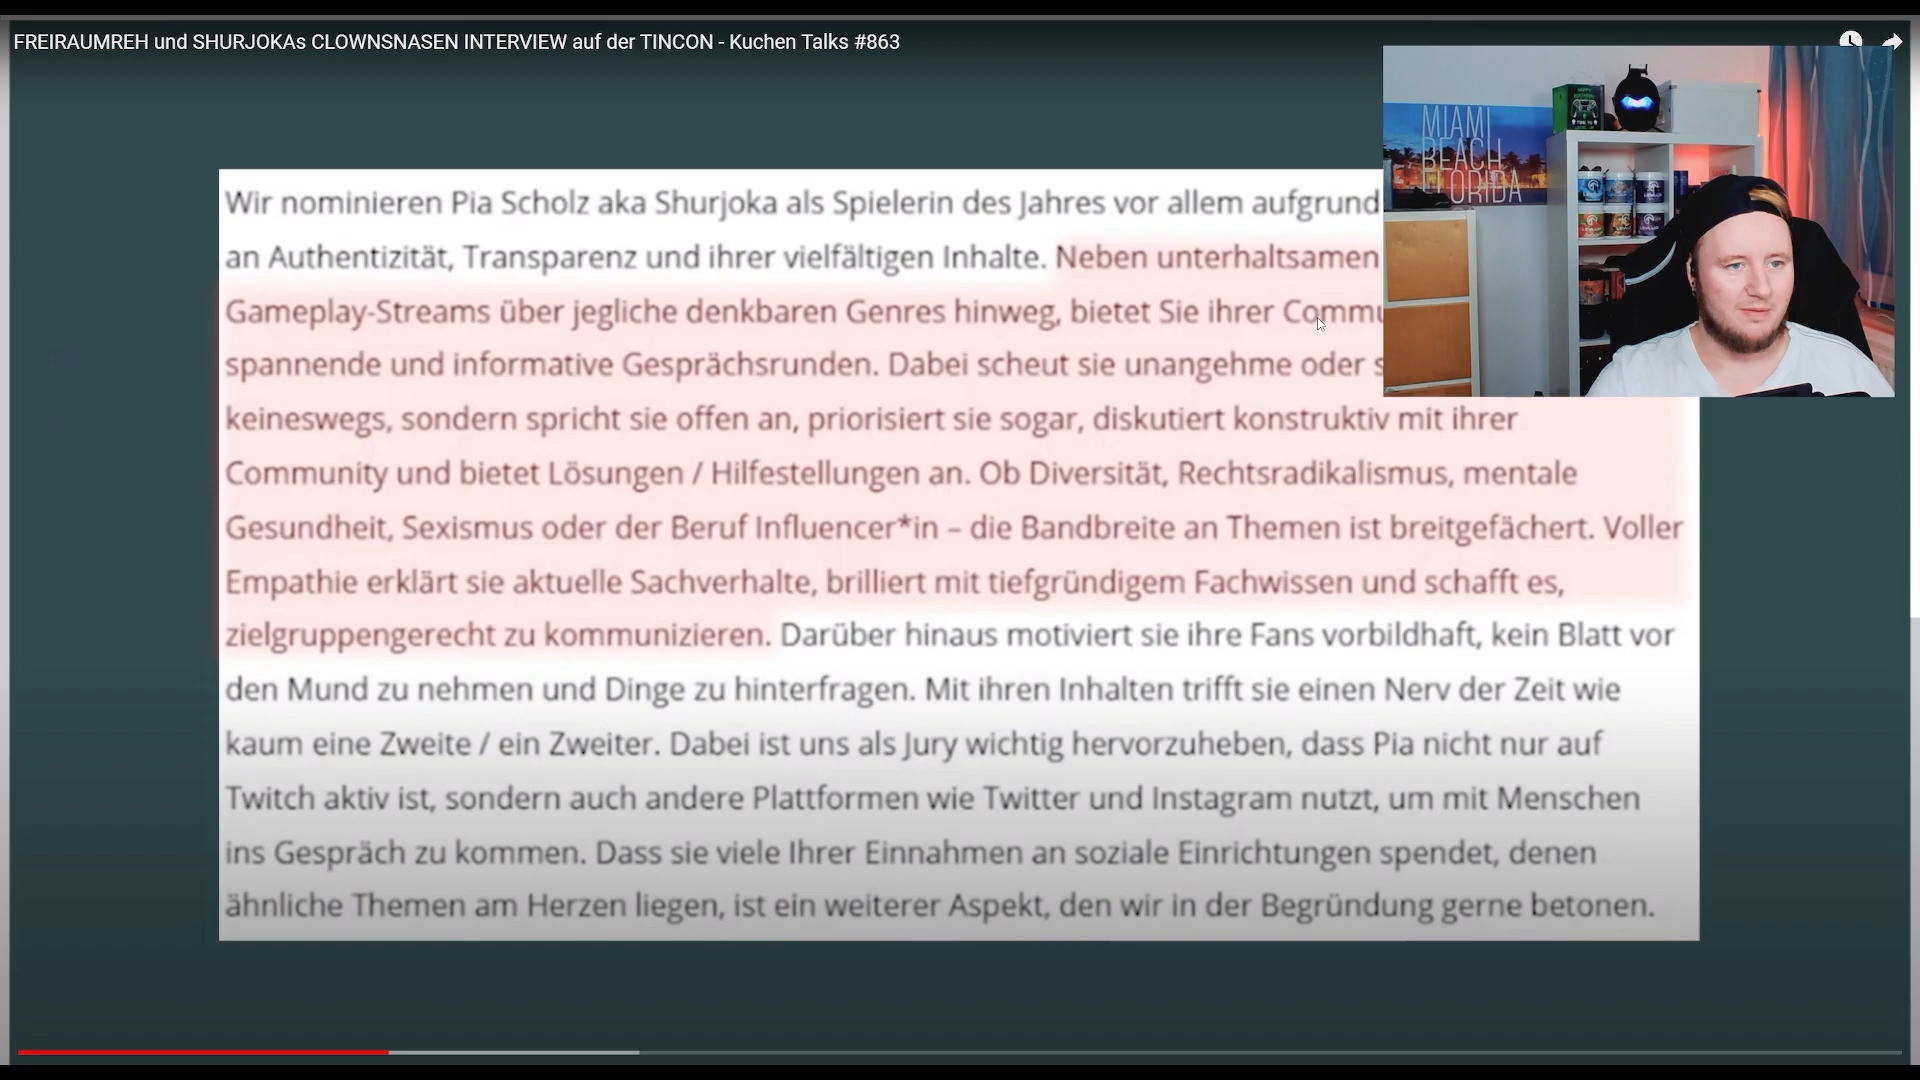 FREIRAUMREH und SHURJOKAs CLOWNSNASEN INTERVIEW auf der TINCON - Kuchen Talks #863
MIAMI
BEACH
FLORIDA
Wir nominieren Pia Scholz aka Shurjoka als Spielerin des Jahres vor allem aufgrund
an Authentizität, Transparenz und ihrer vielfältigen Inhalte. Neben unterhaltsamen
Gameplay-Streams über jegliche denkbaren Genres hinweg, bietet Sie ihrer Commu
spannende und informative Gesprächsrunden. Dabei scheut sie unangehme oder s
keineswegs, sondern spricht sie offen an, priorisiert sie sogar, diskutiert konstruktiv mit ihrer
Community und bietet Lösungen / Hilfestellungen an. Ob Diversität, Rechtsradikalismus, mentale
Gesundheit, Sexismus oder der Beruf Influencer*in – die Bandbreite an Themen ist breitgefächert. Voller
Empathie erklärt sie aktuelle Sachverhalte, brilliert mit tiefgründigem Fachwissen und schafft es,
zielgruppengerecht zu kommunizieren. Darüber hinaus motiviert sie ihre Fans vorbildhaft, kein Blatt vor
den Mund zu nehmen und Dinge zu hinterfragen. Mit ihren Inhalten trifft sie einen Nerv der Zeit wie
kaum eine Zweite / ein Zweiter. Dabei ist uns als Jury wichtig hervorzuheben, dass Pia nicht nur auf
Twitch aktiv ist, sondern auch andere Plattformen wie Twitter und Instagram nutzt, um mit Menschen
ins Gespräch zu kommen. Dass sie viele Ihrer Einnahmen an soziale Einrichtungen spendet, denen
ähnliche Themen am Herzen liegen, ist ein weiterer Aspekt, den wir in der Begründung gerne betonen.